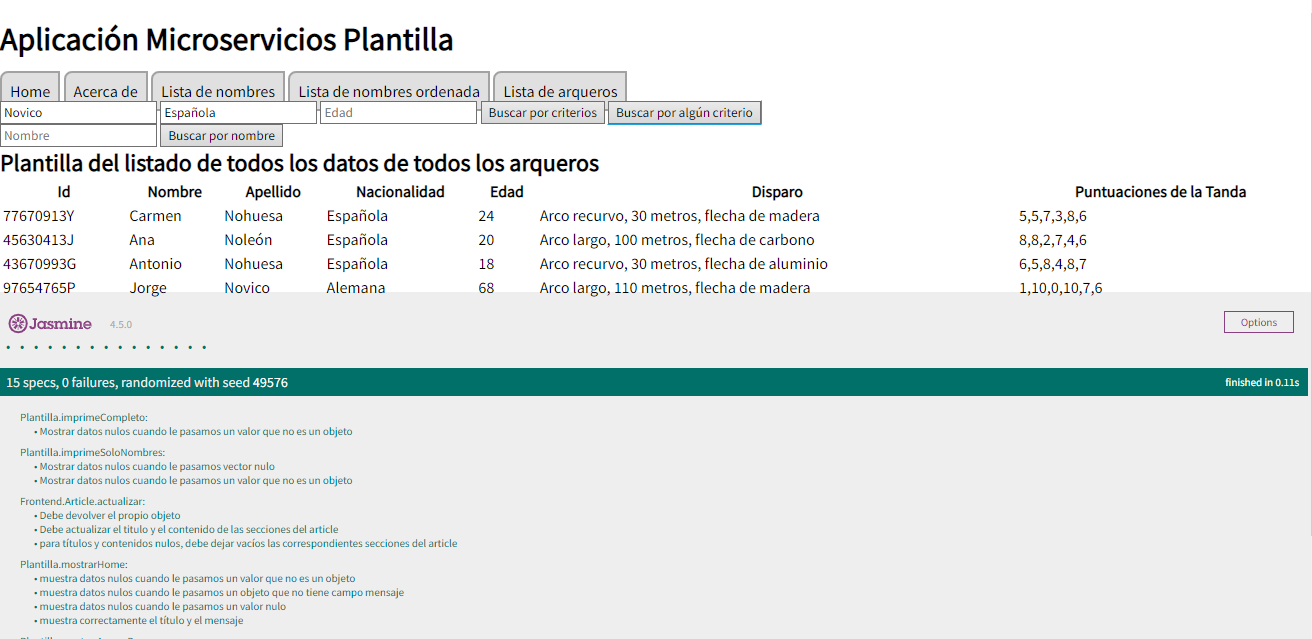 Aplicación Microservicios Plantilla
Home Acerca de Lista de nombres Lista de nombres ordenada Lista de arqueros
Novico Española Edad Buscar por criterios Buscar por algún criterio
Nombre Buscar por nombre
Plantilla del listado de todos los datos de todos los arqueros
Id Nombre Apellido Nacionalidad Edad Disparo Puntuaciones de la Tanda
77670913Y Carmen Nohuesa Española 24 Arco recurvo, 30 metros, flecha de madera 5,5,7,3,8,6
45630413J Ana Noleón Española 20 Arco largo, 100 metros, flecha de carbono 8,8,2,7,4,6
43670993G Antonio Nohuesa Española 18 Arco recurvo, 30 metros, flecha de aluminio 6,5,8,4,8,7
97654765P Jorge Novico Alemana 68 Arco largo, 110 metros, flecha de madera 1,10,0,10,7,6
Jasmine 4.5.0 Options
15 specs, 0 failures, randomized with seed 49576 finished in 0.11s
Plantilla.imprimeCompleto:
• Mostrar datos nulos cuando le pasamos un valor que no es un objeto
Plantilla.imprimeSoloNombres:
• Mostrar datos nulos cuando le pasamos vector nulo
• Mostrar datos nulos cuando le pasamos un valor que no es un objeto
Frontend.Article.actualizar:
• Debe devolver el propio objeto
• Debe actualizar el titulo y el contenido de las secciones del article
• para títulos y contenidos nulos, debe dejar vacíos las correspondientes secciones del article
Plantilla.mostrarHome:
• muestra datos nulos cuando le pasamos un valor que no es un objeto
• muestra datos nulos cuando le pasamos un objeto que no tiene campo mensaje
• muestra datos nulos cuando le pasamos un valor nulo
• muestra correctamente el título y el mensaje